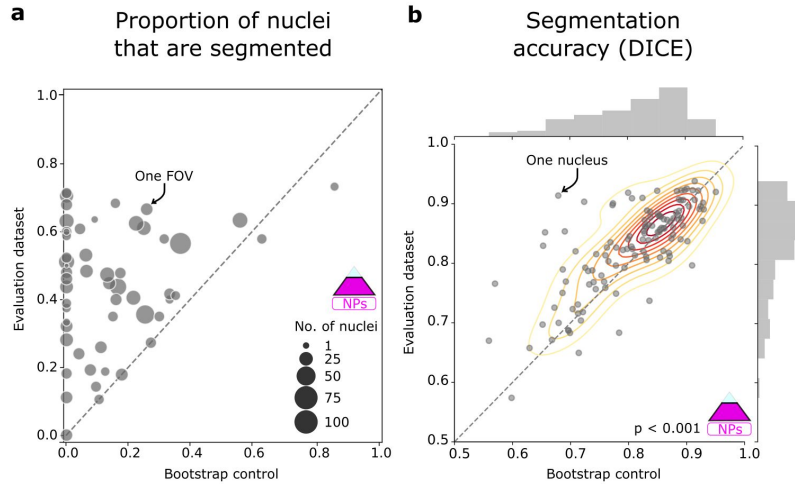 a
Proportion of nuclei
that are segmented
1.0
0.8
0.6
0.4
0.2
0.0
Evaluation dataset
One FOV
NPs
No. of nuclei
1
25
50
75
100
0.0 0.2 0.4 0.6 0.8 1.0
Bootstrap control
b
Segmentation
accuracy (DICE)
1.0
0.9
0.8
0.7
0.6
0.5
Evaluation dataset
One nucleus
p < 0.001
NPs
0.5 0.6 0.7 0.8 0.9 1.0
Bootstrap control